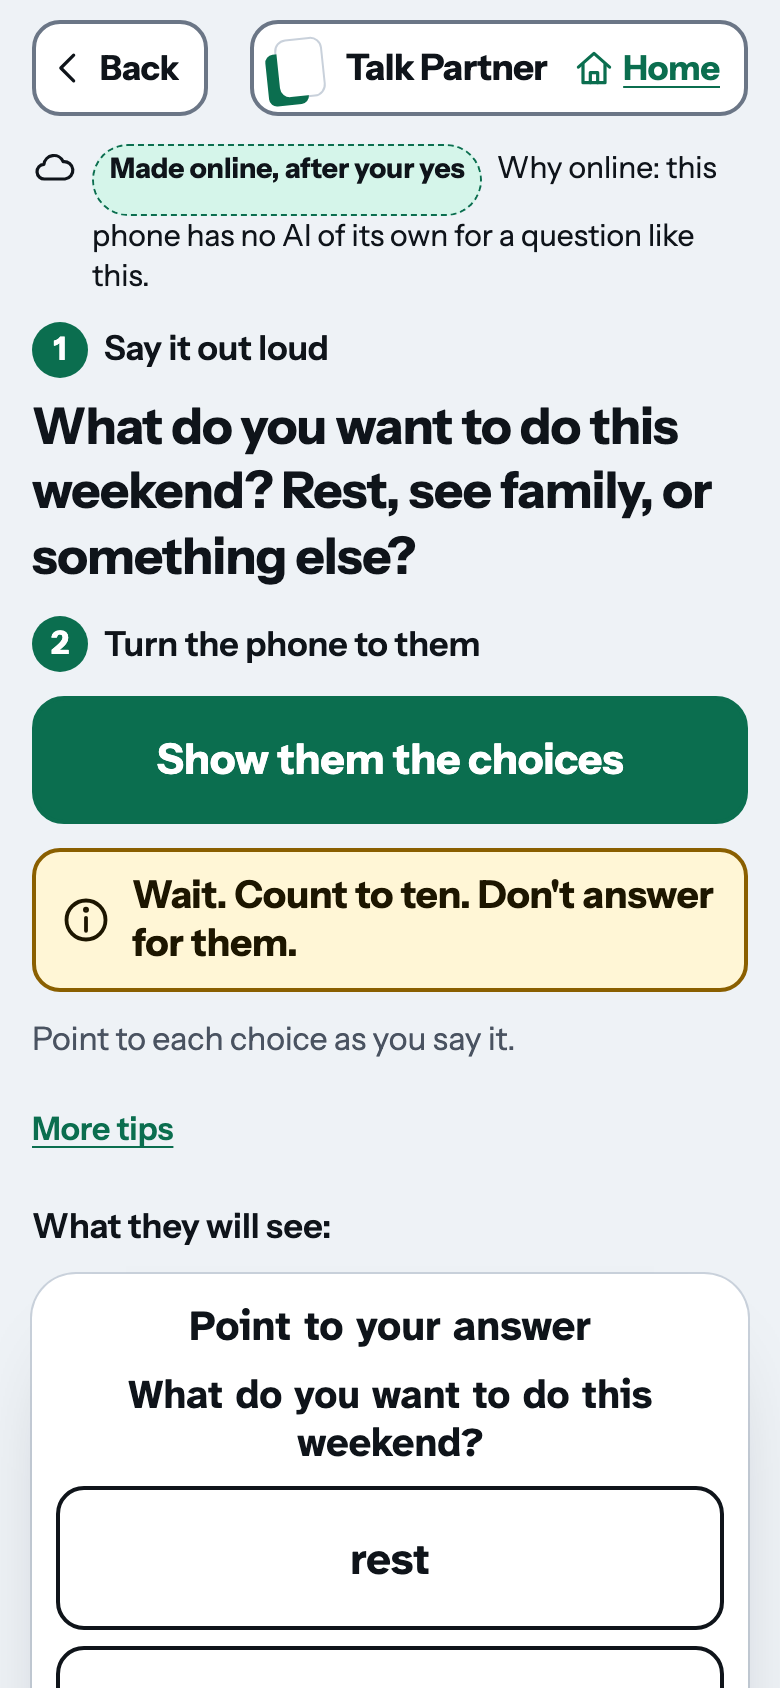 Back
Talk Partner
Home
Made online, after your yes Why online: this
phone has no AI of its own for a question like
this.
1 Say it out loud
What do you want to do this
weekend? Rest, see family, or
something else?
2 Turn the phone to them
Show them the choices
Wait. Count to ten. Don't answer
for them.
Point to each choice as you say it.
More tips
What they will see:
Point to your answer
What do you want to do this
weekend?
rest